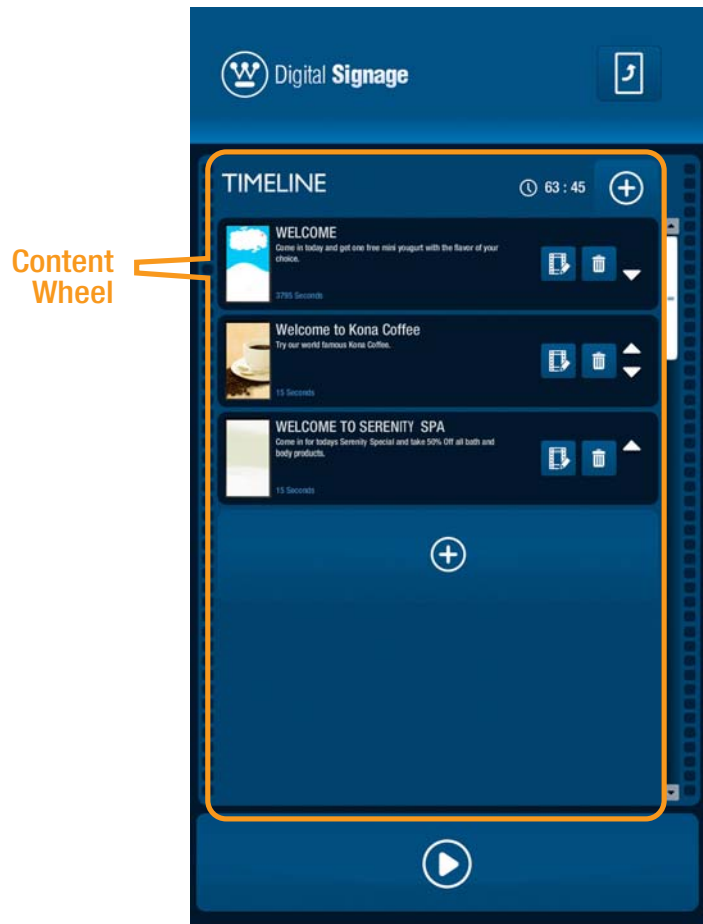 Digital Signage
TIMELINE
63 : 45
Content
Wheel
WELCOME
Come in today and get one free mini yougurt with the flavor of your
choice.
3795 Seconds
Welcome to Kona Coffee
Try our world famous Kona Coffee.
15 Seconds
WELCOME TO SERENITY SPA
Come in for todays Serenity Special and take 50% Off all bath and
body products.
15 Seconds